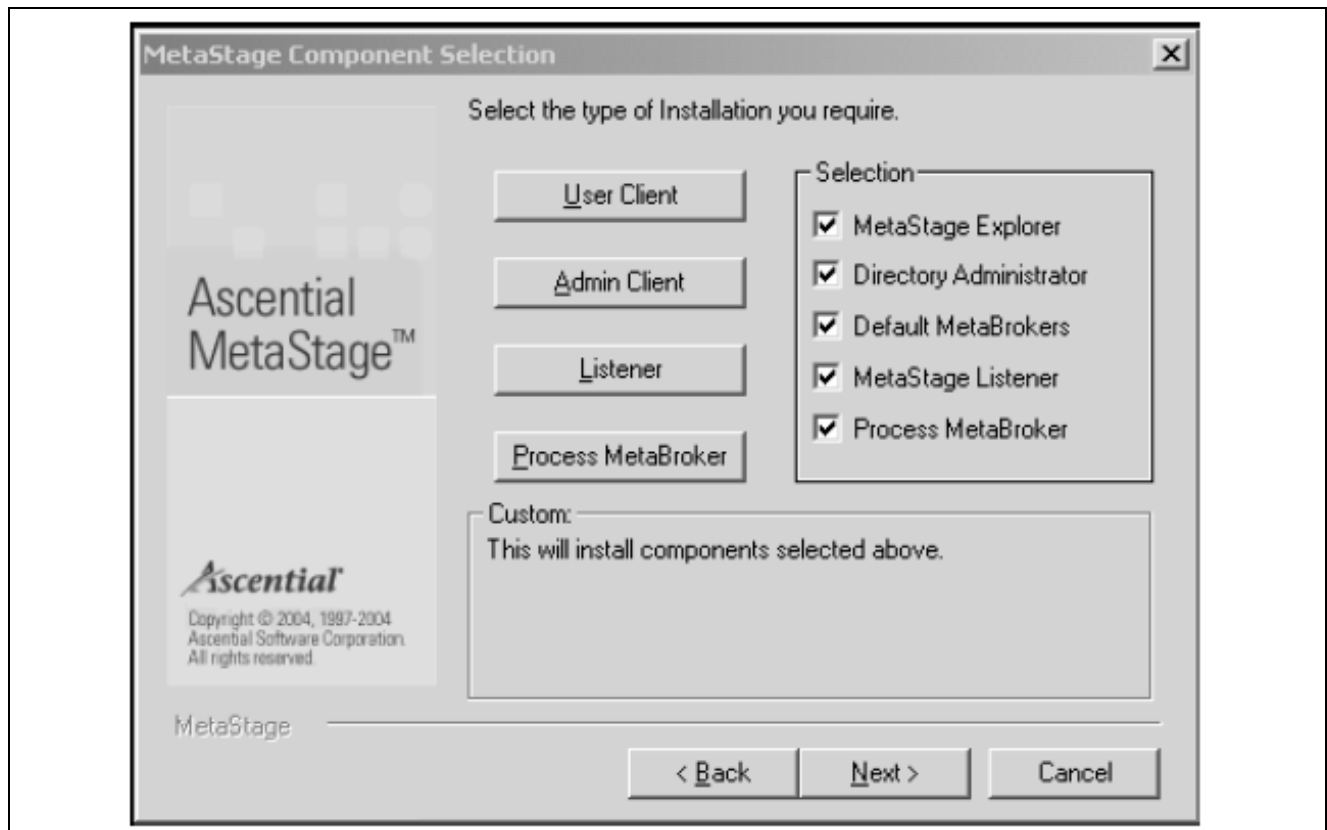 MetaStage Component Selection
Select the type of Installation you require.
User Client
Admin Client
Listener
Process MetaBroker
Selection
MetaStage Explorer
Directory Administrator
Default MetaBrokers
MetaStage Listener
Process MetaBroker
Custom:
This will install components selected above.
Ascential
MetaStage™
Ascential
Copyright © 2004, 1997-2004
Ascential Software Corporation.
All rights reserved.
MetaStage
< Back
Next >
Cancel